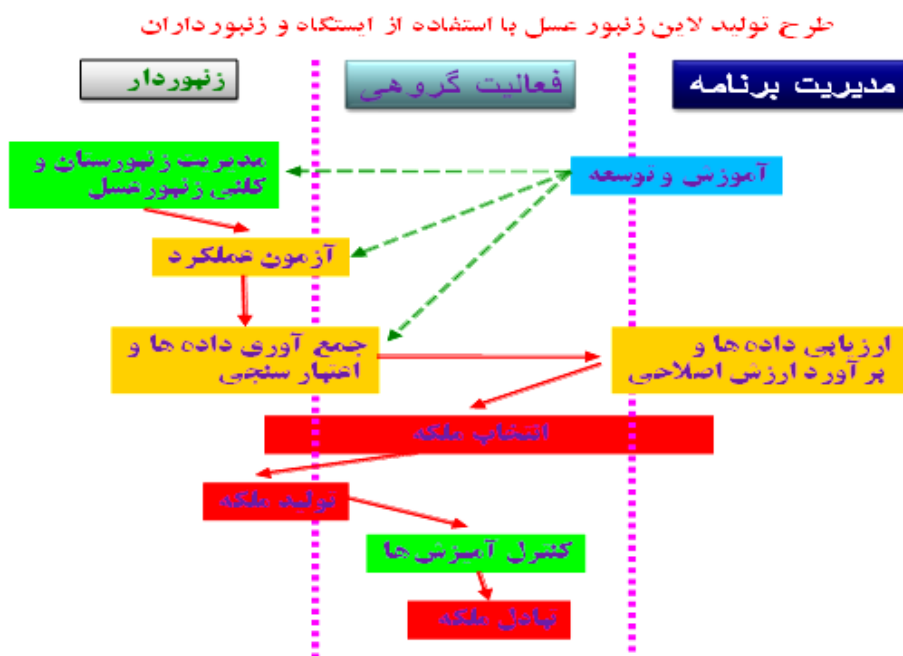 طرح تولید لاین زنبور عسل با استفاده از ایستگاه و زنبورداران
مدیریت برنامه
فعالیت گروهی
زنبوردار
آموزش و توسعه
مدیریت زنبورستان و
کلنی زنبورعسل
آزمون عملکرد
جمع آوری داده ها و
اعتبار سنجی
ارزیابی داده ها و
بر آورد ارزش اصلاحی
انتخاب ملکه
تولید ملکه
کنترل آمیزش‌ها
تبادل ملکه